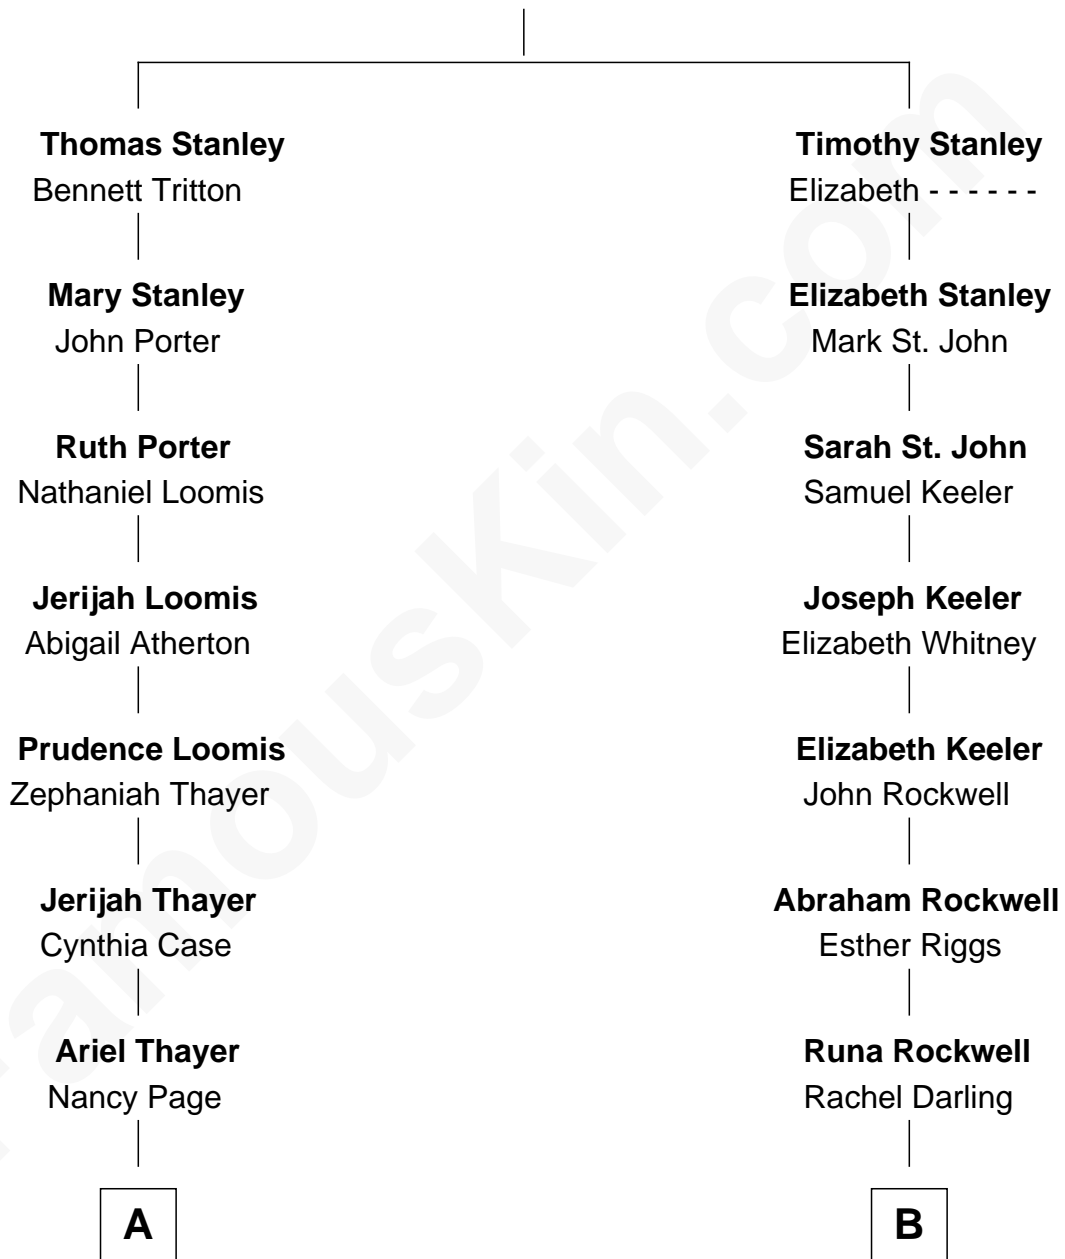 Thomas Stanley
Bennett Tritton
Mary Stanley
John Porter
Ruth Porter
Nathaniel Loomis
Jerijah Loomis
Abigail Atherton
Prudence Loomis
Zephaniah Thayer
Jerijah Thayer
Cynthia Case
Ariel Thayer
Nancy Page
A
Timothy Stanley
Elizabeth - - - - - -
Elizabeth Stanley
Mark St. John
Sarah St. John
Samuel Keeler
Joseph Keeler
Elizabeth Whitney
Elizabeth Keeler
John Rockwell
Abraham Rockwell
Esther Riggs
Runa Rockwell
Rachel Darling
B
FamousKin.com